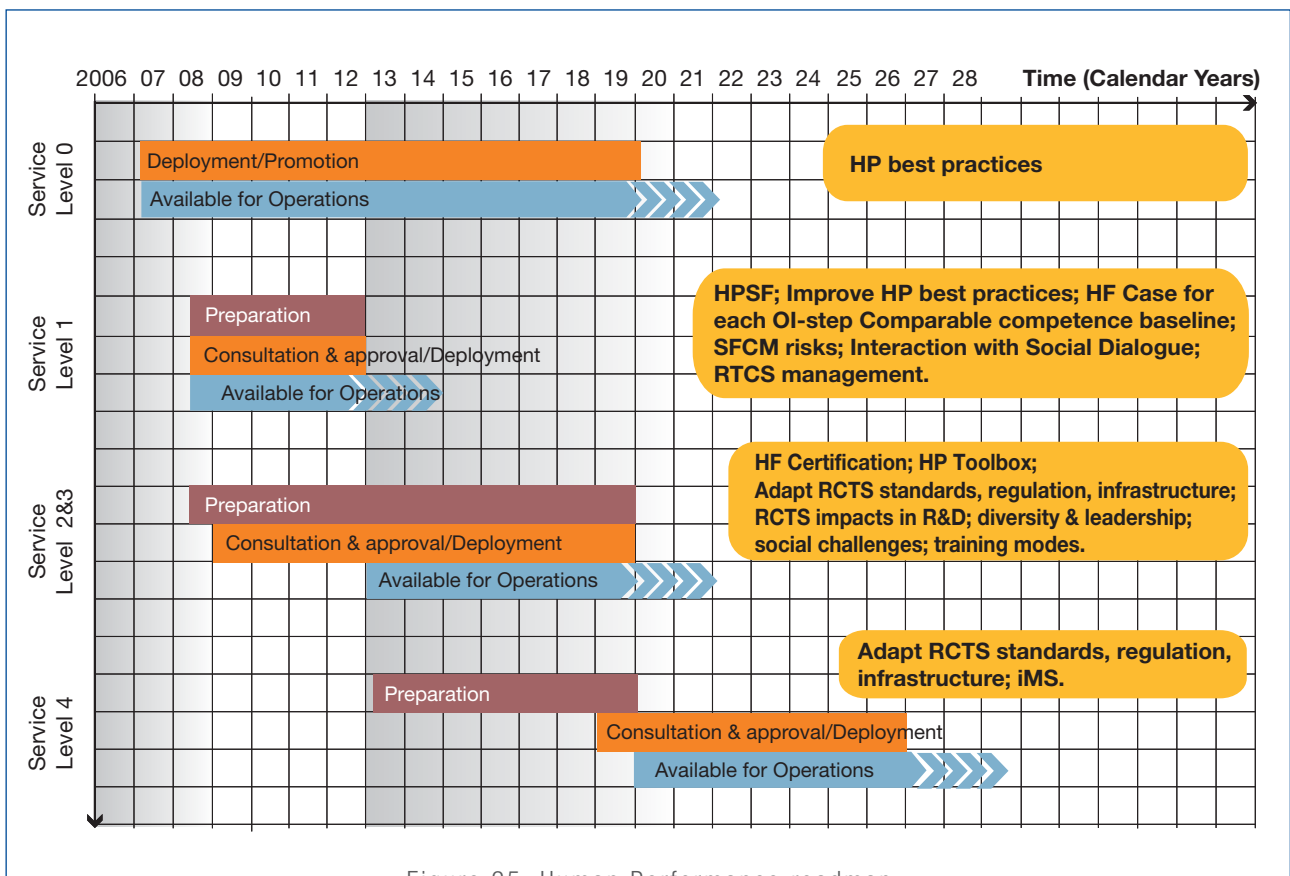 2006 07 08 09 10 11 12 13 14 15 16 17 18 19 20 21 22 23 24 25 26 27 28 Time (Calendar Years)
Service
Level 0
Deployment/Promotion
Available for Operations
HP best practices
Service
Level 1
Preparation
Consultation & approval/Deployment
Available for Operations
HPSF; Improve HP best practices; HF Case for
each OI-step Comparable competence baseline;
SFCM risks; Interaction with Social Dialogue;
RTCS management.
Service
Level 2&3
Preparation
Consultation & approval/Deployment
Available for Operations
HF Certification; HP Toolbox;
Adapt RCTS standards, regulation, infrastructure;
RCTS impacts in R&D; diversity & leadership;
social challenges; training modes.
Service
Level 4
Preparation
Consultation & approval/Deployment
Available for Operations
Adapt RCTS standards, regulation,
infrastructure; iMS.
Human Performance roadmap